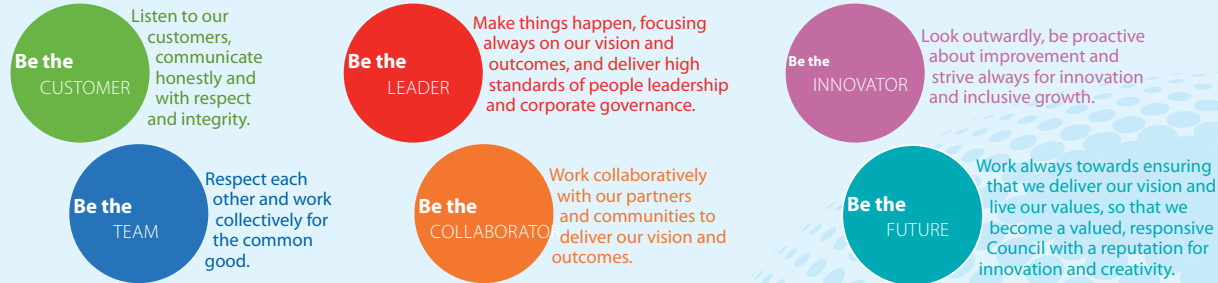 Be the
CUSTOMER
Listen to our
customers,
communicate
honestly and
with respect
and integrity.
Be the
LEADER
Make things happen, focusing
always on our vision and
outcomes, and deliver high
standards of people leadership
and corporate governance.
Be the
INNOVATOR
Look outwardly, be proactive
about improvement and
strive always for innovation
and inclusive growth.
Be the
TEAM
Respect each
other and work
collectively for
the common
good.
Be the
COLLABORATOR
Work collaboratively
with our partners
and communities to
deliver our vision and
outcomes.
Be the
FUTURE
Work always towards ensuring
that we deliver our vision and
live our values, so that we
become a valued, responsive
Council with a reputation for
innovation and creativity.